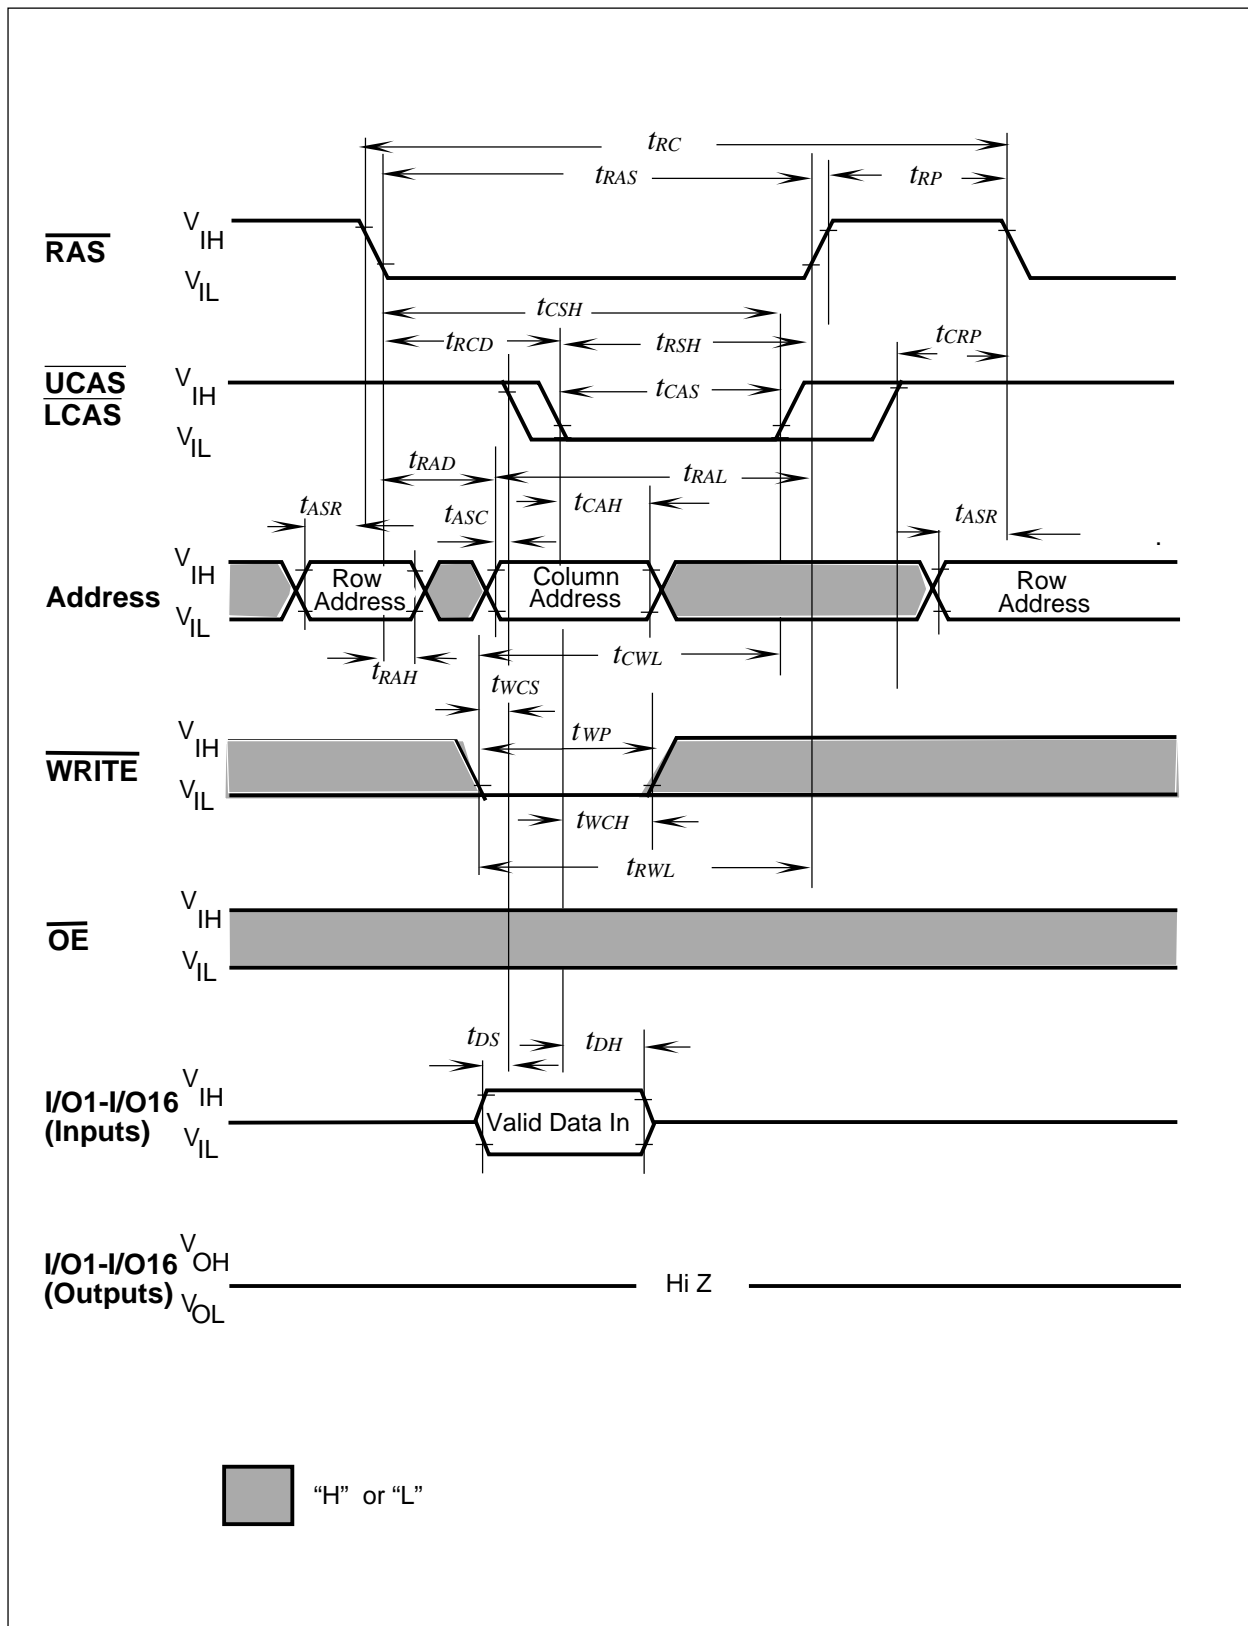 tRC
tRAS
tRP
RAS
VIH
VIL
tCSH
tRCD
tRSH
tCRP
UCAS
LCAS
VIH
VIL
tCAS
tRAD
tRAL
tASR
tASC
tCAH
tASR
Address
VIH
VIL
Row
Address
Column
Address
Row
Address
.
tRAH
tCWL
tWCS
tWP
WRITE
VIH
VIL
tWCH
tRWL
OE
VIH
VIL
tDS
tDH
I/O1-I/O16
(Inputs)
VIH
VIL
Valid Data In
I/O1-I/O16
(Outputs)
VOH
VOL
Hi Z
“H” or “L”